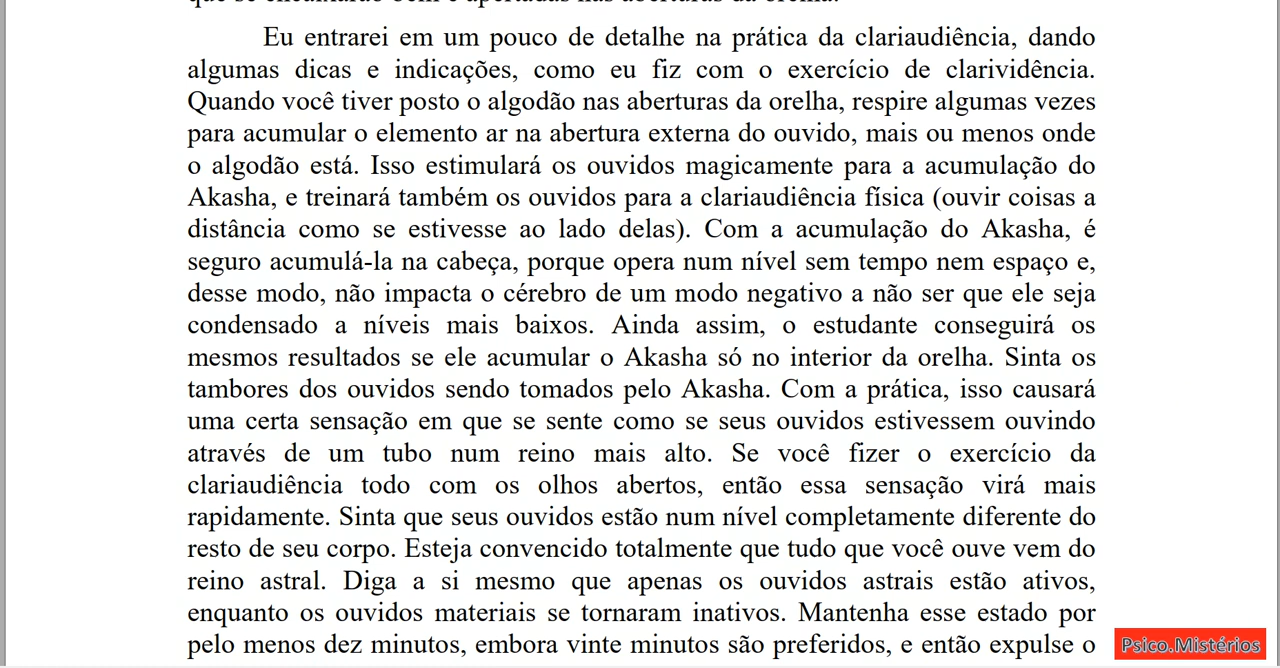 Eu entrarei em um pouco de detalhe na prática da clariaudiência, dando
algumas dicas e indicações, como eu fiz com o exercício de clarividência.
Quando você tiver posto o algodão nas aberturas da orelha, respire algumas vezes
para acumular o elemento ar na abertura externa do ouvido, mais ou menos onde
o algodão está. Isso estimulará os ouvidos magicamente para a acumulação do
Akasha, e treinará também os ouvidos para a clariaudiência física (ouvir coisas a
distância como se estivesse ao lado delas). Com a acumulação do Akasha, é
seguro acumulá-la na cabeça, porque opera num nível sem tempo nem espaço e,
desse modo, não impacta o cérebro de um modo negativo a não ser que ele seja
condensado a níveis mais baixos. Ainda assim, o estudante conseguirá os
mesmos resultados se ele acumular o Akasha só no interior da orelha. Sinta os
tambores dos ouvidos sendo tomados pelo Akasha. Com a prática, isso causará
uma certa sensação em que se sente como se seus ouvidos estivessem ouvindo
através de um tubo num reino mais alto. Se você fizer o exercício da
clariaudiência todo com os olhos abertos, então essa sensação virá mais
rapidamente. Sinta que seus ouvidos estão num nível completamente diferente do
resto de seu corpo. Esteja convencido totalmente que tudo que você ouve vem do
reino astral. Diga a si mesmo que apenas os ouvidos astrais estão ativos,
enquanto os ouvidos materiais se tornaram inativos. Mantenha esse estado por
pelo menos dez minutos, embora vinte minutos são preferidos, e então expulse o
Psico.Mistérios